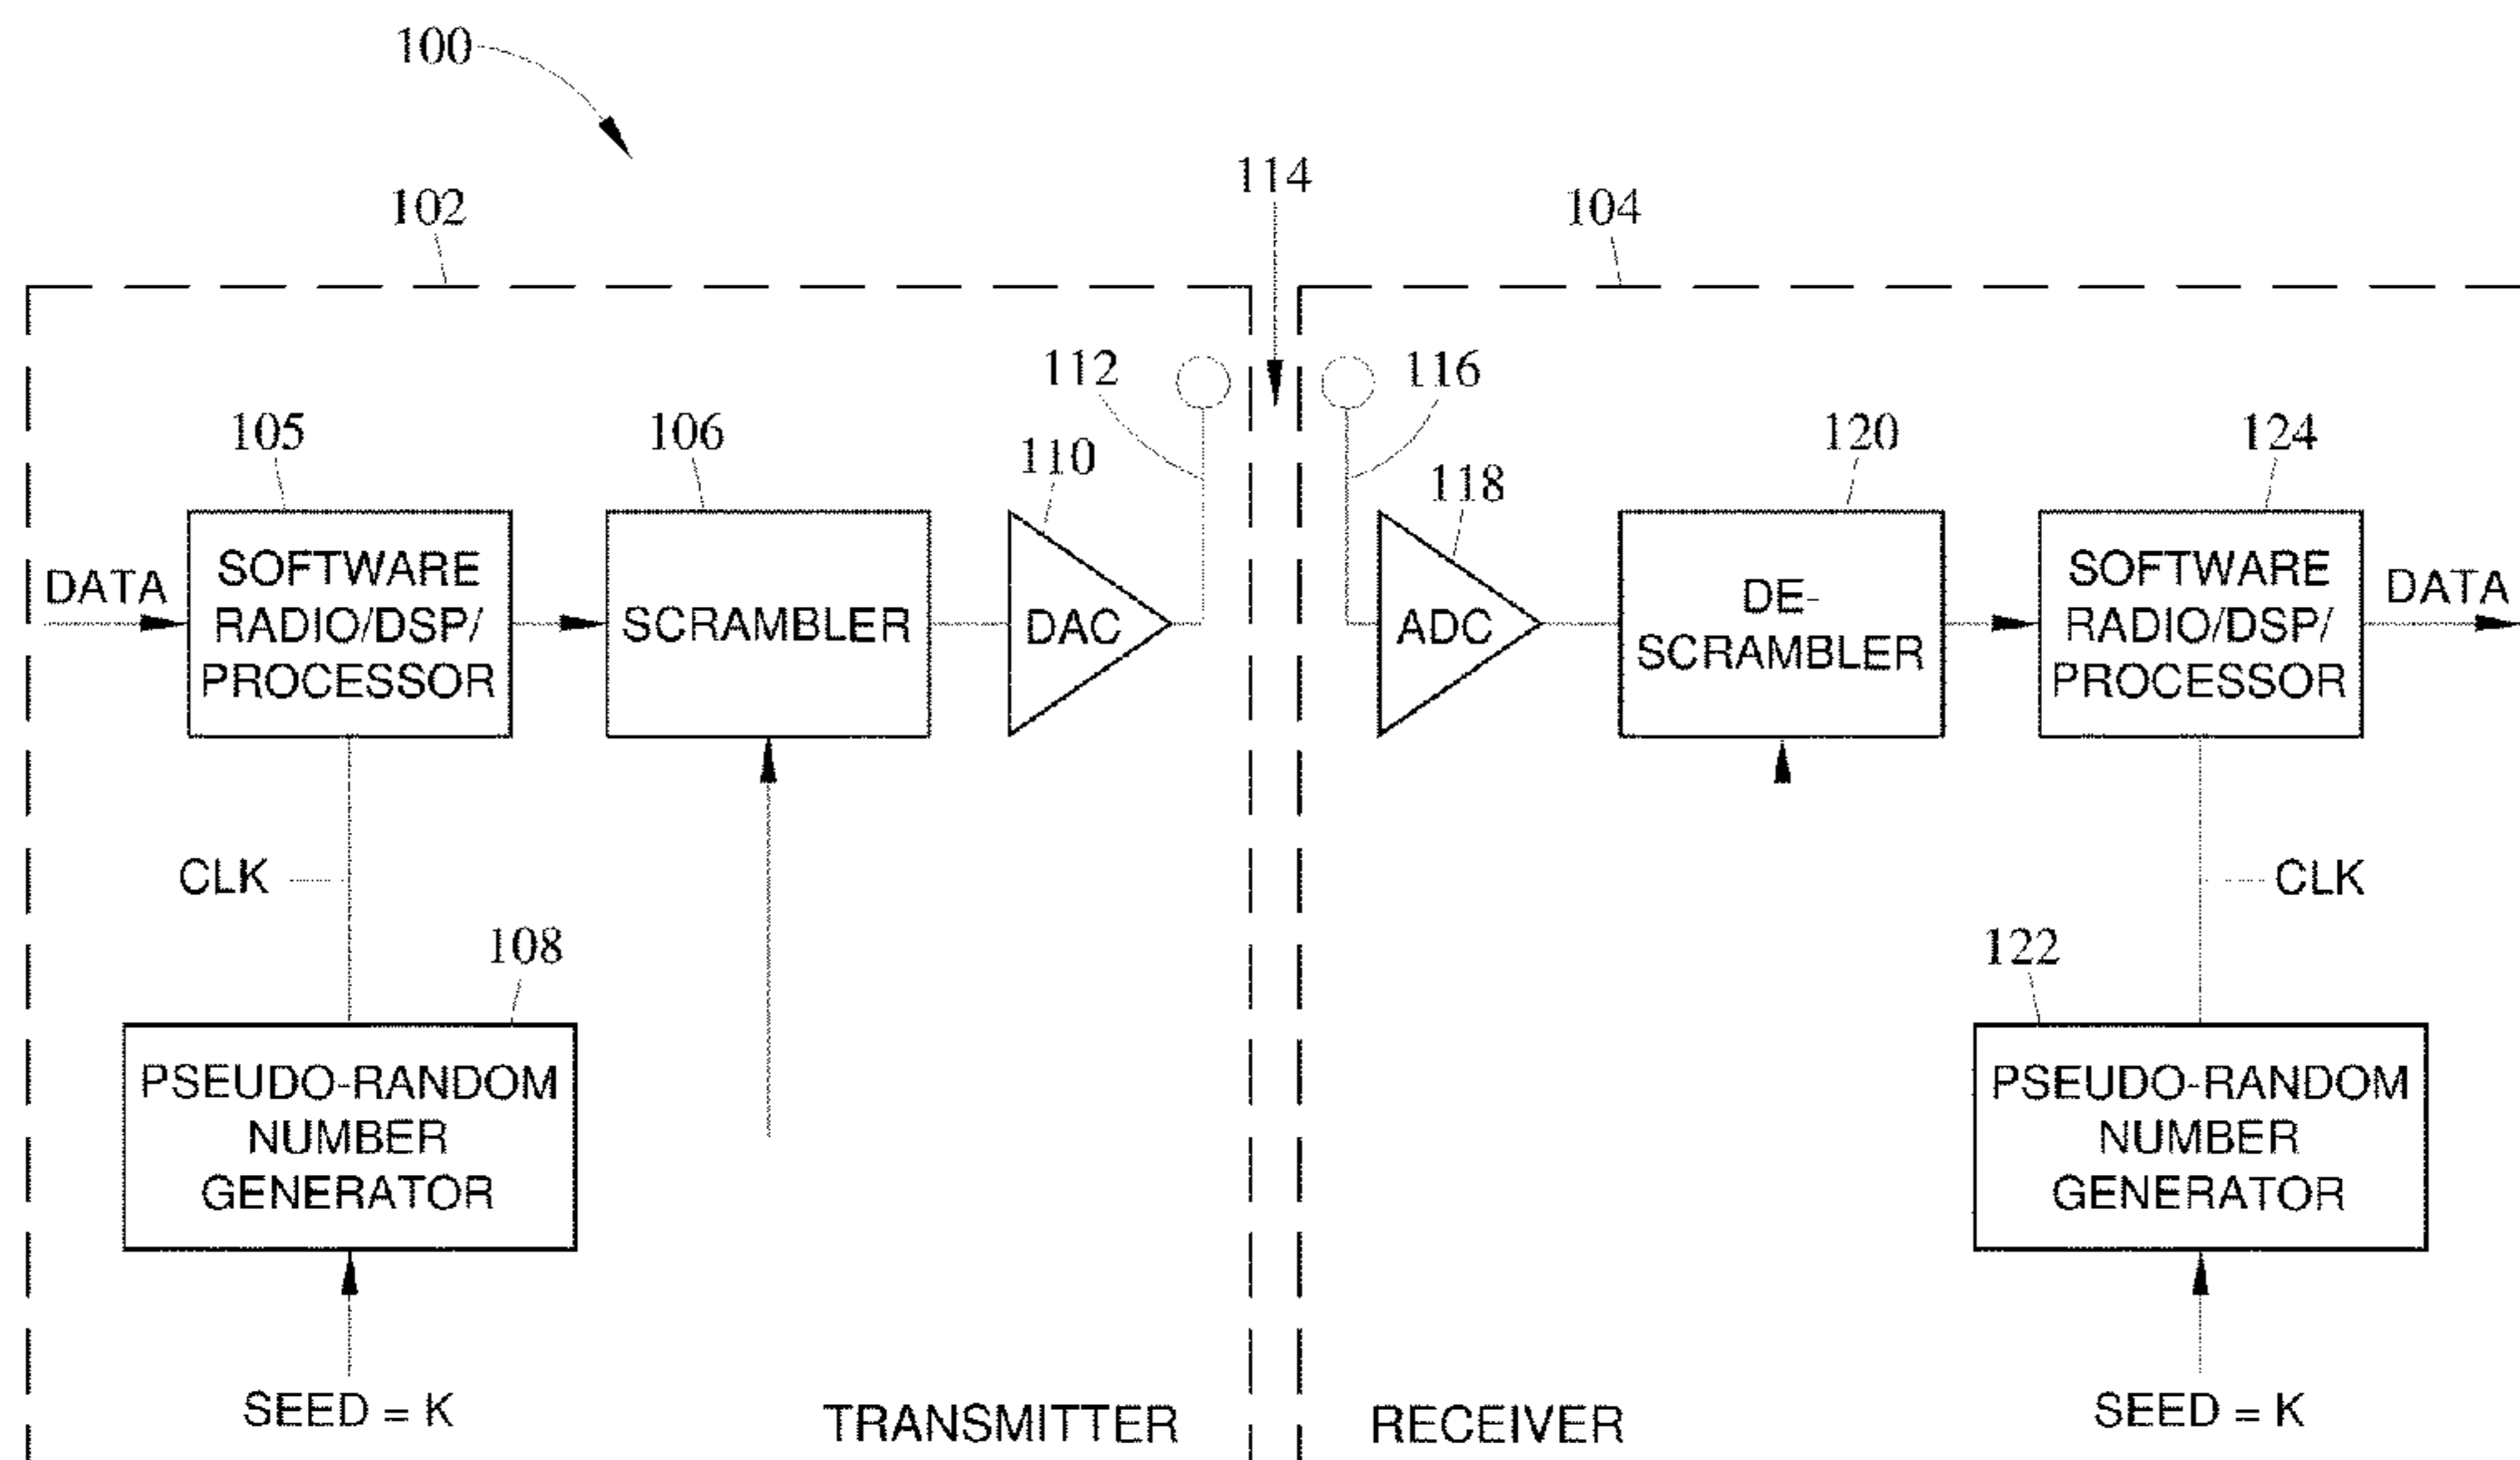 100
114
102
104
112
116
105
106
110
118
120
124
DATA
SOFTWARE
RADIO/DSP/
PROCESSOR
SCRAMBLER
DAC
ADC
DE-
SCRAMBLER
SOFTWARE
RADIO/DSP/
PROCESSOR
DATA
CLK
CLK
108
122
PSEUDO-RANDOM
NUMBER
GENERATOR
PSEUDO-RANDOM
NUMBER
GENERATOR
SEED = K
TRANSMITTER
RECEIVER
SEED = K